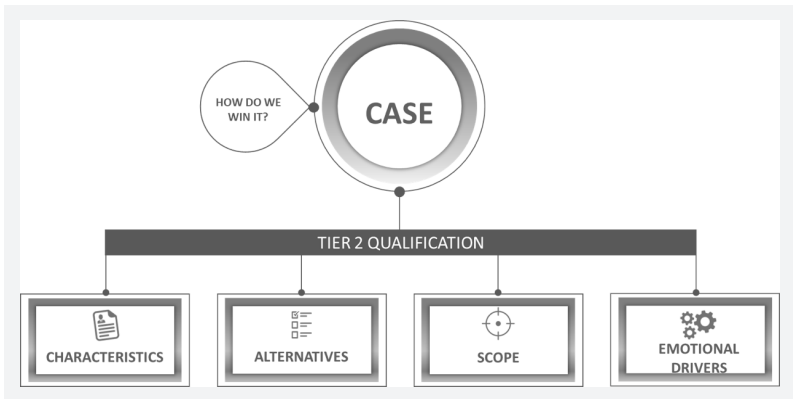 HOW DO WE
WIN IT?
CASE
TIER 2 QUALIFICATION
CHARACTERISTICS
ALTERNATIVES
SCOPE
EMOTIONAL
DRIVERS